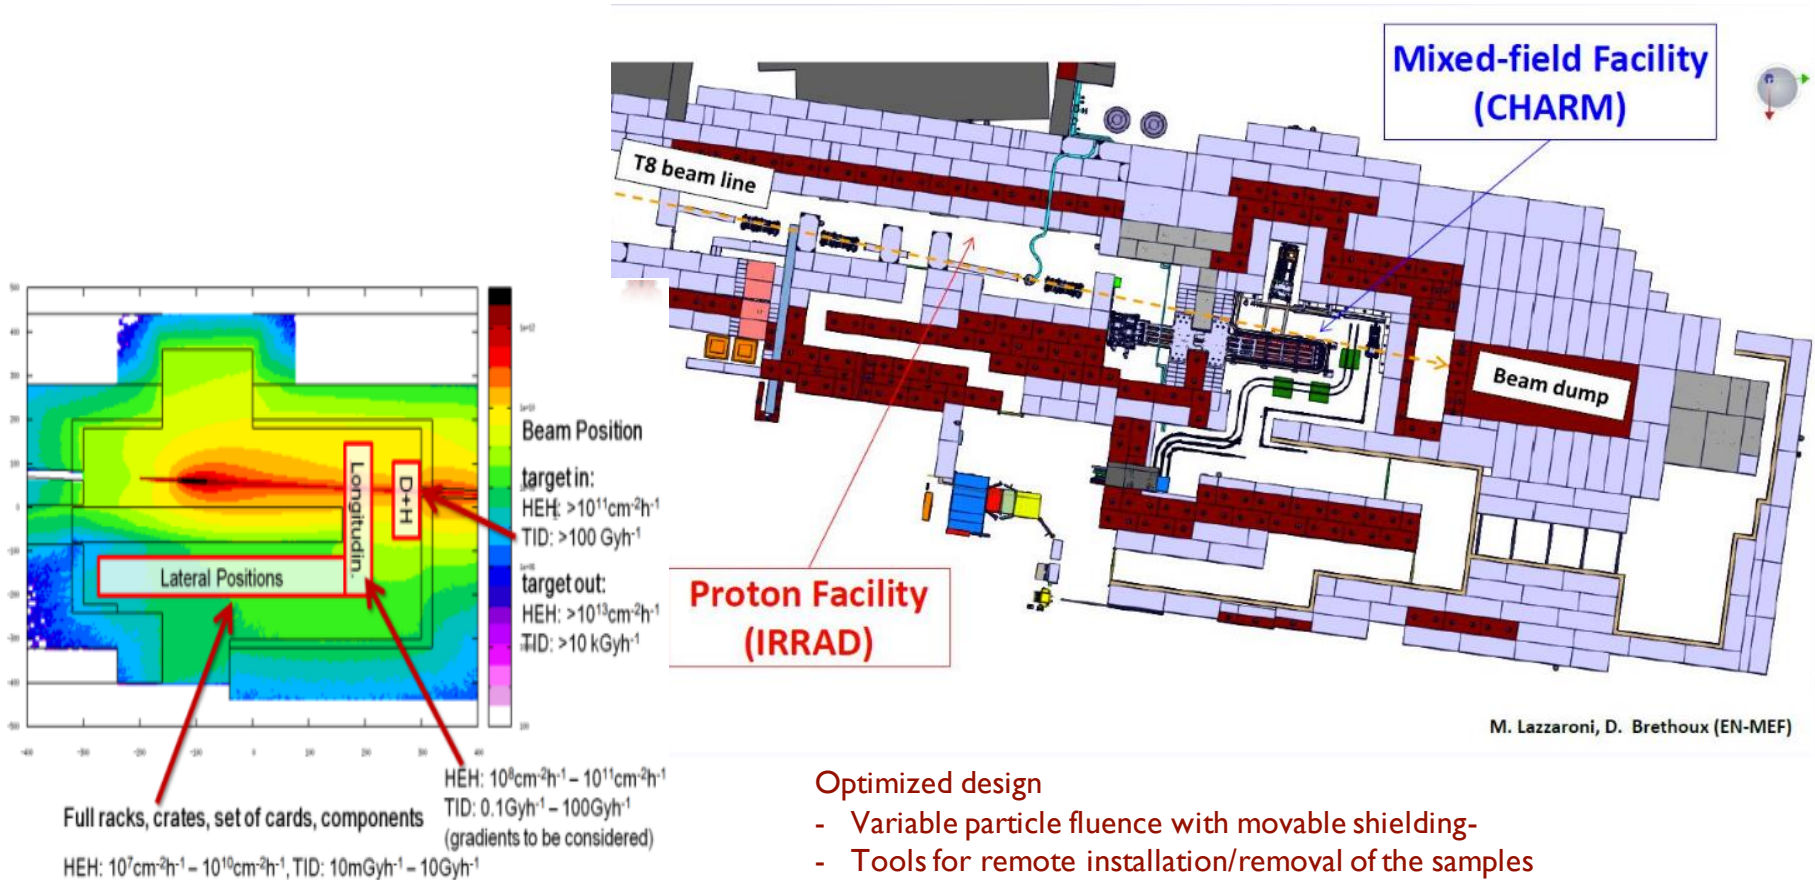 Mixed-field Facility
(CHARM)
T8 beam line
Beam dump
Proton Facility
(IRRAD)
M. Lazzaroni, D. Brethoux (EN-MEF)
Beam Position
target in:
HEH: >10¹¹cm⁻²h⁻¹
TID: >100 Gyh⁻¹
target out:
HEH: >10¹³cm⁻²h⁻¹
TID: >10 kGyh⁻¹
Longitudin.
D+H
Lateral Positions
HEH: 10⁸cm⁻²h⁻¹ – 10¹¹cm⁻²h⁻¹
TID: 0.1Gyh⁻¹ – 100Gyh⁻¹
(gradients to be considered)
Full racks, crates, set of cards, components
HEH: 10⁷cm⁻²h⁻¹ – 10¹⁰cm⁻²h⁻¹, TID: 10mGyh⁻¹ – 10Gyh⁻¹
Optimized design
- Variable particle fluence with movable shielding-
- Tools for remote installation/removal of the samples